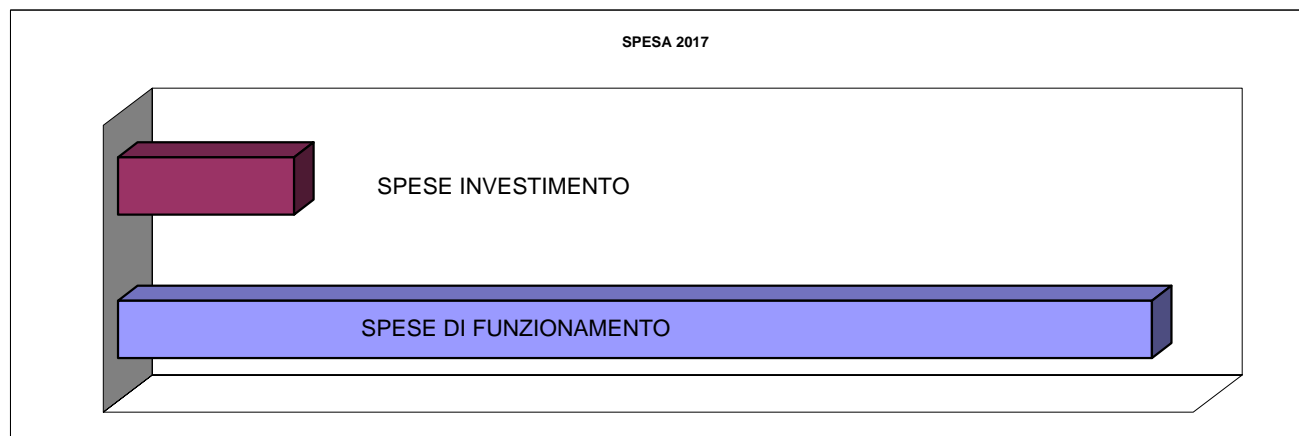 SPESA 2017
SPESE INVESTIMENTO
SPESE DI FUNZIONAMENTO